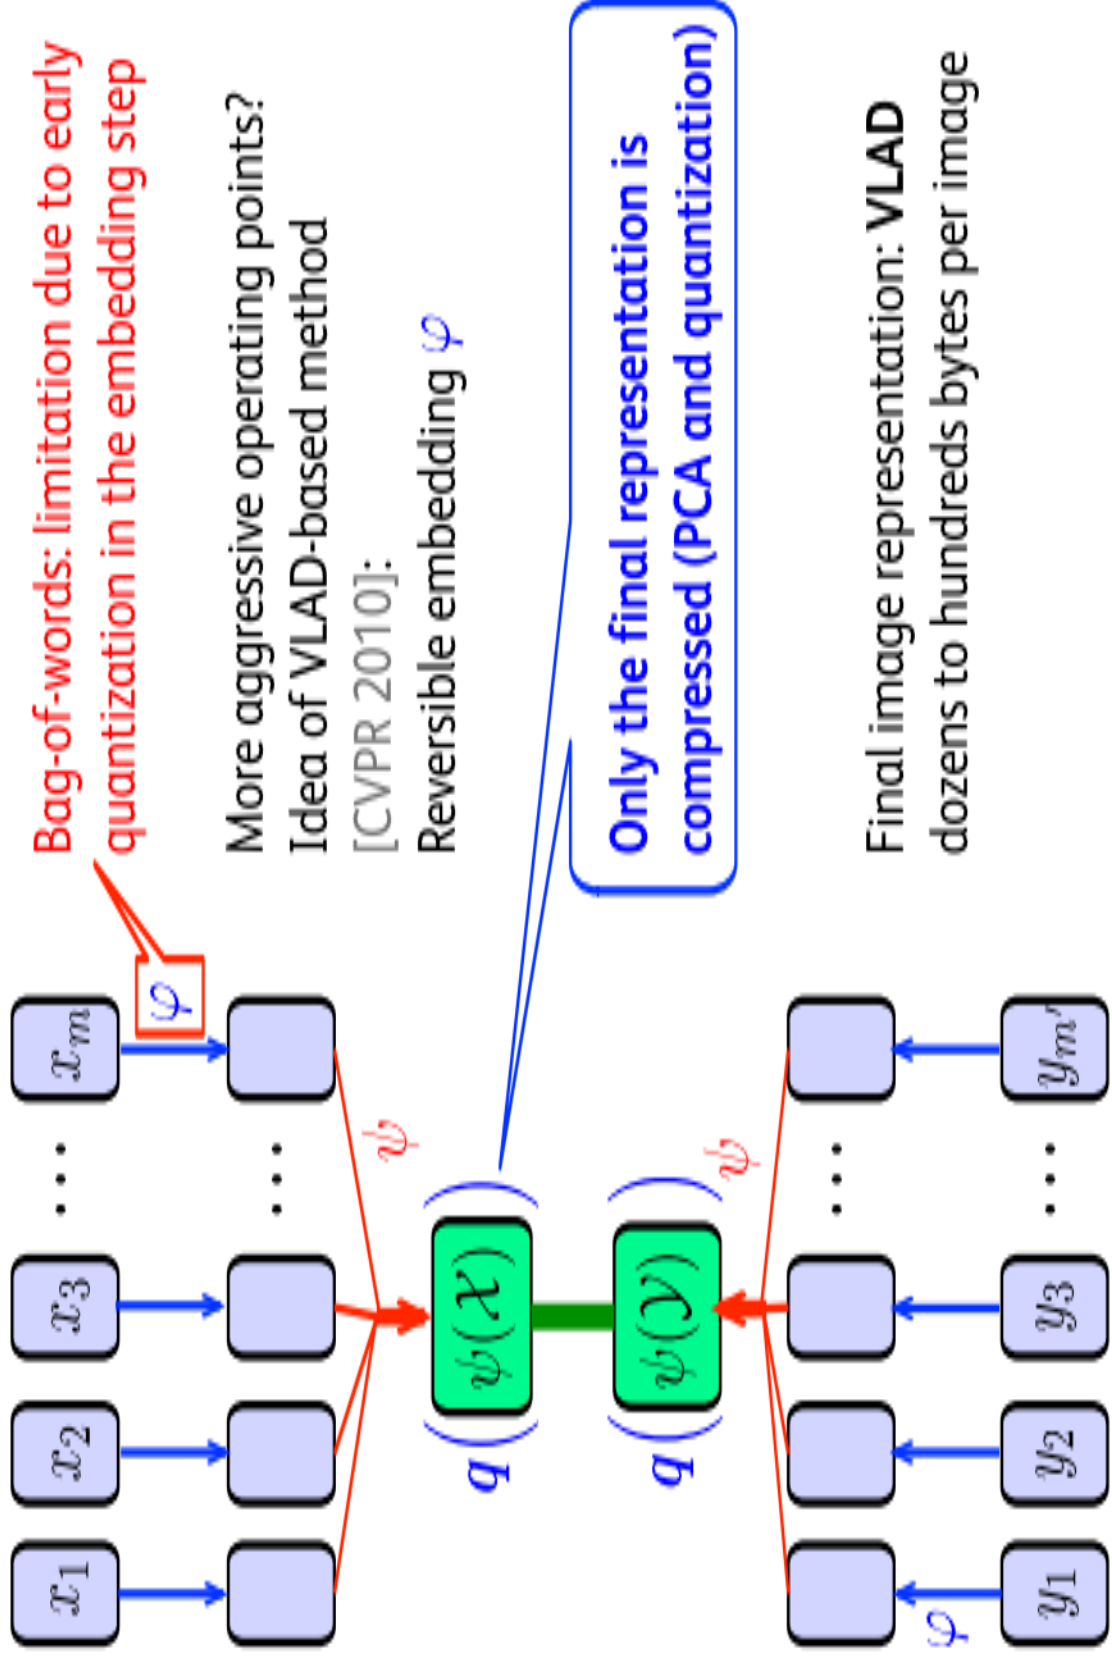 x1 x2 x3 ... xm
φ
Bag-of-words: limitation due to early
quantization in the embedding step
...
More aggressive operating points?
Idea of VLAD-based method
[CVPR 2010]:
Reversible embedding φ
ψ
q(ψ(X))
Only the final representation is
compressed (PCA and quantization)
q(ψ(Y))
ψ
...
Final image representation: VLAD
dozens to hundreds bytes per image
φ
y1 y2 y3 ... ym′